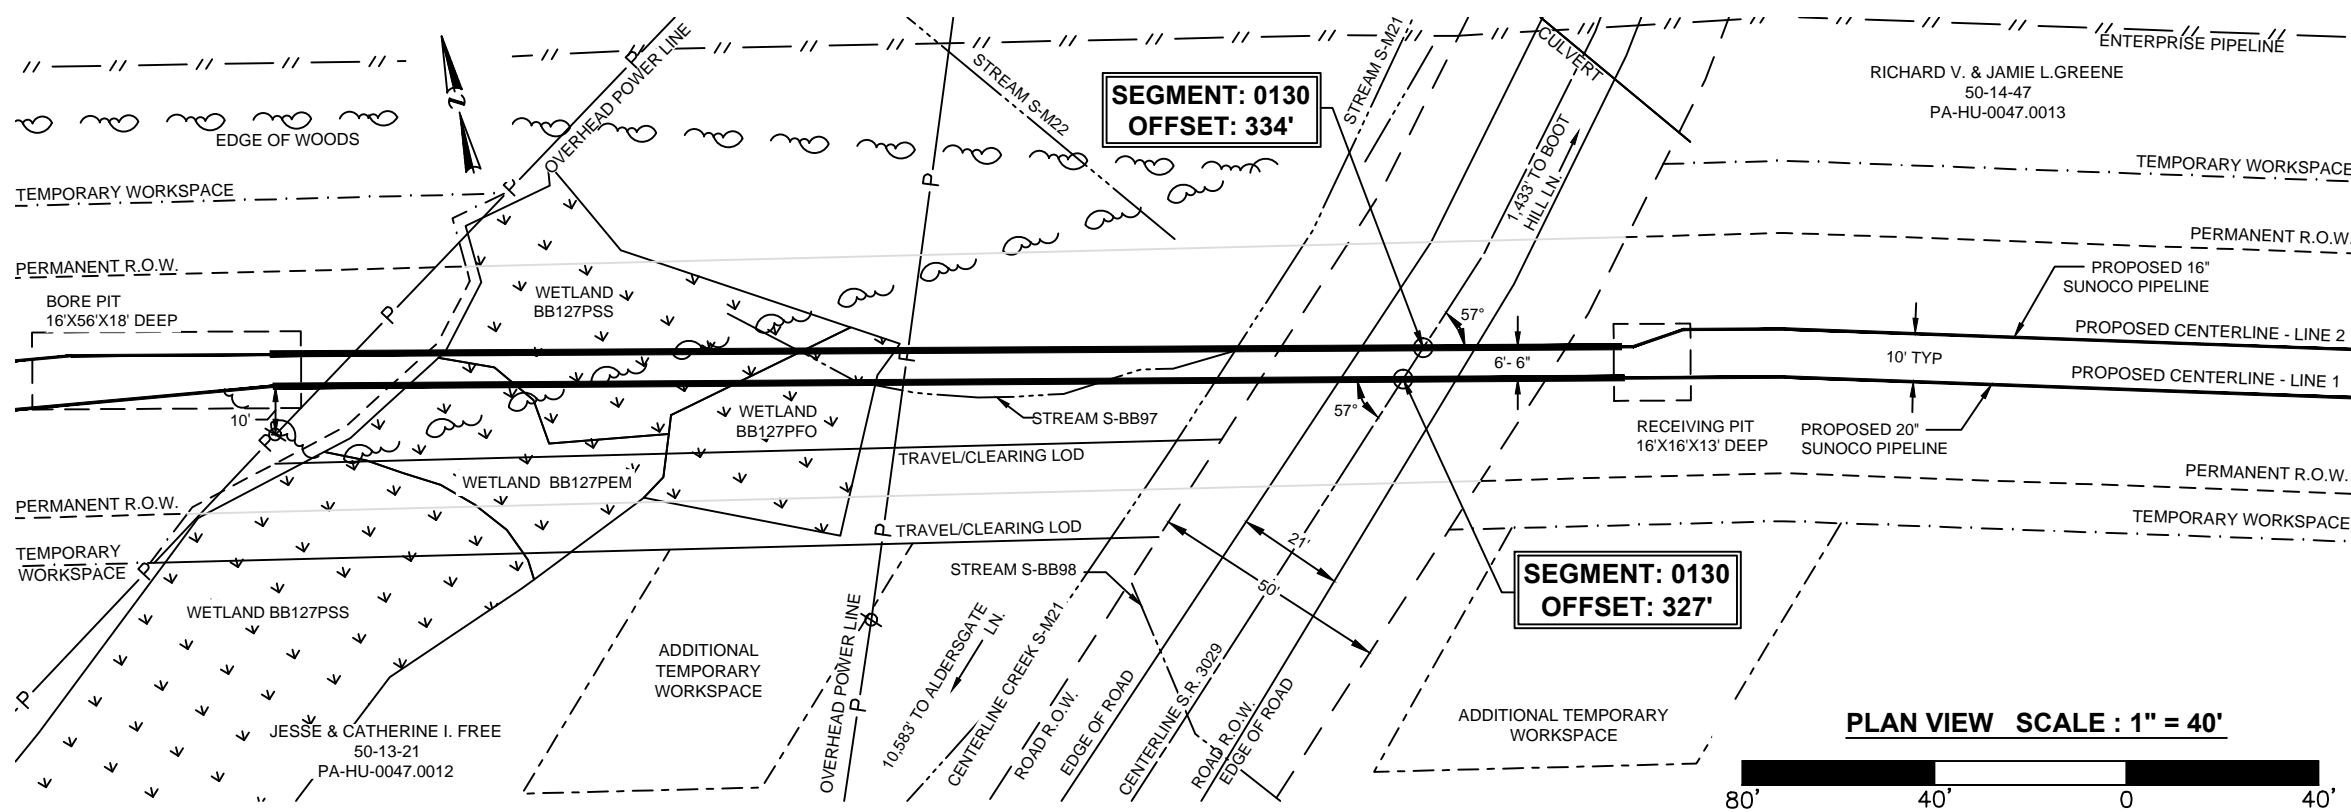 ENTERPRISE PIPELINE
RICHARD V. & JAMIE L.GREENE
50-14-47
PA-HU-0047.0013
P
OVERHEAD POWER LINE
STREAM S-M22
STREAM S-M21
CULVERT
SEGMENT: 0130
OFFSET: 334'
N
EDGE OF WOODS
1,433' TO BOOT
HILL LN.
TEMPORARY WORKSPACE
P
P
TEMPORARY WORKSPACE
PERMANENT R.O.W.
PERMANENT R.O.W.
BORE PIT
16'X56'X18' DEEP
P
WETLAND
BB127PSS
PROPOSED 16"
SUNOCO PIPELINE
57°
PROPOSED CENTERLINE - LINE 2
P
6'- 6"
10' TYP
PROPOSED CENTERLINE - LINE 1
10'
P
WETLAND
BB127PFO
STREAM S-BB97
57°
RECEIVING PIT
16'X16'X13' DEEP
PROPOSED 20"
SUNOCO PIPELINE
TRAVEL/CLEARING LOD
WETLAND BB127PEM
PERMANENT R.O.W.
PERMANENT R.O.W.
TEMPORARY
WORKSPACE
P
P
TRAVEL/CLEARING LOD
TEMPORARY WORKSPACE
21'
50'
STREAM S-BB98
SEGMENT: 0130
OFFSET: 327'
WETLAND BB127PSS
ADDITIONAL
TEMPORARY
WORKSPACE
OVERHEAD POWER LINE
P
P
10,583' TO ALDERSGATE
LN.
CENTERLINE CREEK S-M21
ROAD R.O.W.
EDGE OF ROAD
CENTERLINE S.R. 3029
ROAD R.O.W.
EDGE OF ROAD
JESSE & CATHERINE I. FREE
50-13-21
PA-HU-0047.0012
ADDITIONAL TEMPORARY
WORKSPACE
PLAN VIEW SCALE : 1" = 40'
80' 40' 0 40'